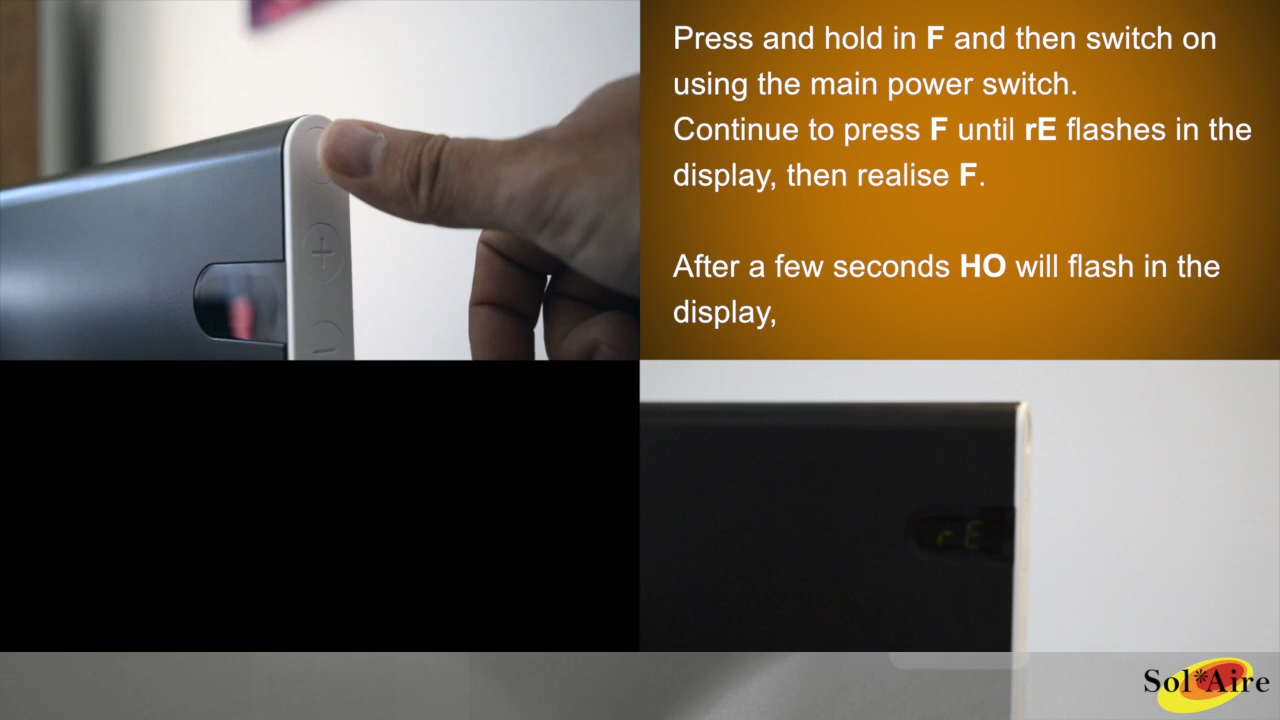 Press and hold in F and then switch on
using the main power switch.
Continue to press F until rE flashes in the
display, then realise F.
After a few seconds HO will flash in the
display,
+
−
rE
Sol*Aire